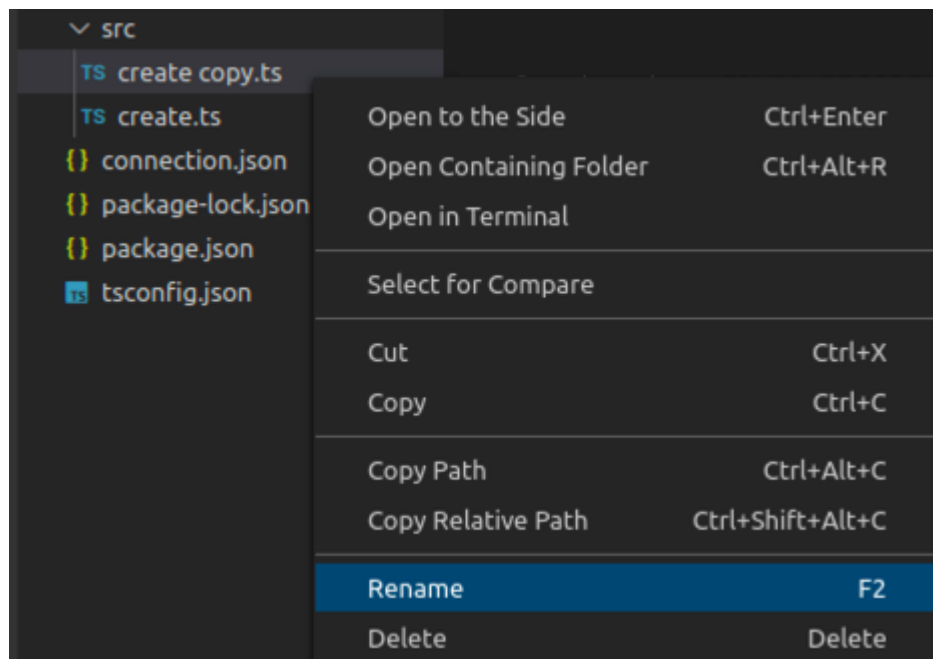 src
TS create copy.ts
TS create.ts
{} connection.json
{} package-lock.json
{} package.json
TS tsconfig.json
Open to the Side Ctrl+Enter
Open Containing Folder Ctrl+Alt+R
Open in Terminal
Select for Compare
Cut Ctrl+X
Copy Ctrl+C
Copy Path Ctrl+Alt+C
Copy Relative Path Ctrl+Shift+Alt+C
Rename F2
Delete Delete